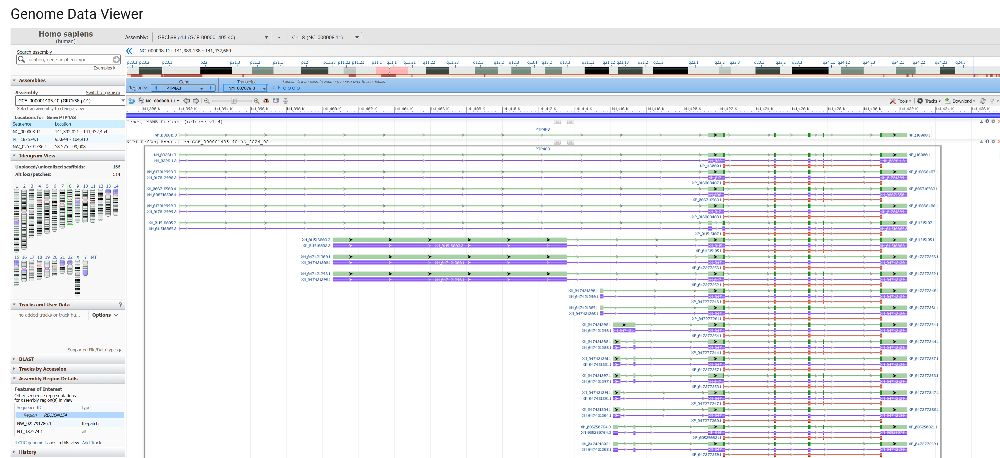 Genome Data Viewer
Homo sapiens
(human)
Assembly: GRCh38.p14 (GCF_000001405.40) · Chr 8 (NC_000008.11)
Search assembly
Location, gene or phenotype
Examples
NC_000008.11: 141,389,138 - 141,437,680
p23.3 p23.2 p23.1 p22 p21.3 p21.2 p21.1 p12 p11.23 p11.22 p11.21 p11.1 q11.1 q11.21 q11.22 q11.23 q12.1 q12.2 q12.3 q13.1 q13.2 q13.3 q21.11 q21.12 q21.13 q21.2 q21.3 q22.1 q22.2 q22.3 q23.1 q23.2 q23.3 q24.11 q24.12 q24.13 q24.21 q24.22 q24.23 q24.3
Region Gene PTP4A3 Transcript NM_007079.3 Exons: click an exon to zoom in, mouse over to see details
NC_000008.11 Tools Tracks Download ?
141,390 K 141,392 K 141,394 K 141,396 K 141,398 K 141,400 K 141,402 K 141,404 K 141,406 K 141,408 K 141,410 K 141,412 K 141,414 K 141,416 K 141,418 K 141,420 K 141,422 K 141,424 K 141,426 K 141,428 K 141,430 K 141,432 K 141,434 K 141,436 K
Assemblies
Assembly Switch organism
GCF_000001405.40 (GRCh38.p14)
Select an assembly to change view
Locations for Gene PTP4A3
Sequence Location
NC_000008.11 141,392,021 - 141,432,454
NT_187574.1 93,844 - 104,910
NW_025791786.1 58,575 - 99,008
Ideogram View
Unplaced/unlocalized scaffolds: 166
Alt loci/patches: 514
1 2 3 4 5 6 7 8 9 10 11 12 13 14
15 16 17 18 19 20 21 22 X Y MT
Tracks and User Data ?
- no added tracks or track hu... Options
Supported File/Data types
BLAST
Tracks by Accession
Assembly Region Details
Features of Interest
Other sequence representations
for assembly region(s) in view
Sequence ID Type
Region REGION154
NW_025791786.1 fix-patch
NT_187574.1 alt
4 GRC genome issues in this view. Add Track
History
Genes, MANE Project (release v1.4)
PTP4A3
NM_032611.3 NP_116000.1
NCBI RefSeq Annotation GCF_000001405.40-RS_2024_08
PTP4A3
NM_032611.3 NP_116000.1
NM_032611.3 NM_032... NM_032611.3
NP_116000.1
XM_017012998.3 XP_016868487.1
XM_017012998.3 XM_017... XM_01701299...
XP_016868487.1
XM_006716500.4 XP_006716563.1
XM_006716500.4 XM_006... XM_00671650...
XP_006716563.1
XM_017012999.3 XP_016868488.1
XM_017012999.3 XM_017... XM_01701299...
XP_016868488.1
XM_011516805.2 XP_011515107.1
XM_011516805.2 XM_011516805.2
XP_011515107.1
XM_011516803.2 XP_011515105.1
XM_011516803.2 XM_011516803.2 XM_0115... XM_011516803...
XP_011515105.1
XM_047421300.1 XP_047277256.1
XM_047421300.1 XM_047421300.1 XM_047... XM_04742130...
XP_047277256.1
XM_047421296.1 XP_047277252.1
XM_047421296.1 XM_047421296.1 XM_047... XM_04742129...
XP_047277252.1
XM_047421290.1 XP_047277246.1
XM_047421290.1 XM_047... XM_04742129...
XP_047277246.1
XM_047421305.1 XP_047277261.1
XM_047421305.1 XM_047... XM_04742130...
XP_047277261.1
XM_047421298.1 XP_047277254.1
XM_047421298.1 XM_047421... XM_047... XM_04742129...
XP_047277254.1
XM_047421288.1 XP_047277244.1
XM_047421288.1 XM_047... XM_04742128...
XP_047277244.1
XM_047421301.1 XP_047277257.1
XM_047421301.1 XM_047... XM_04742130...
XP_047277257.1
XM_047421297.1 XP_047277253.1
XM_047421297.1 XM_047... XM_04742129...
XP_047277253.1
XM_047421291.1 XP_047277247.1
XM_047421291.1 XM_047... XM_04742129...
XP_047277247.1
XM_047421304.1 XP_047277260.1
XM_047421304.1 XM_047... XM_04742130...
XP_047277260.1
XM_005250764.3 XP_005250821.1
XM_005250764.3 XM_005... XM_00525076...
XP_005250821.1
XM_047421303.1 XP_047277259.1
XM_047421303.1 XM_047... XM_04742130...
XP_047277259.1